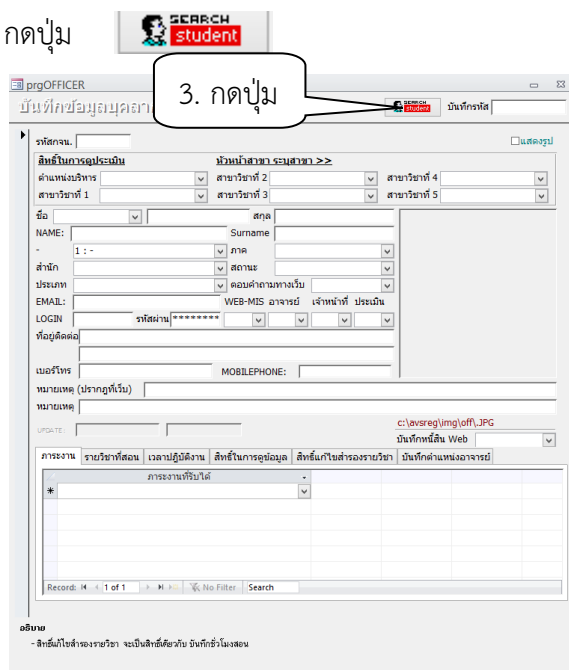 กดปุ่ม SEARCH student
prgOFFICER
3. กดปุ่ม
บันทึกข้อมูลบุคลา SEARCH student บันทึกรหัส
รหัสกจน. แสดงรูป
สิทธิ์ในการดูประเมิน หัวหน้าสาขา ระบุสาขา >>
ตำแหน่งบริหาร สาขาวิชาที่ 2 สาขาวิชาที่ 4
สาขาวิชาที่ 1 สาขาวิชาที่ 3 สาขาวิชาที่ 5
ชื่อ สกุล
NAME: Surname
- 1 : - ภาค
สำนัก สถานะ
ประเภท ตอบคำถามทางเว็บ
EMAIL: WEB-MIS อาจารย์ เจ้าหน้าที่ ประเมิน
LOGIN รหัสผ่าน ********
ที่อยู่ติดต่อ
เบอร์โทร MOBILEPHONE:
หมายเหตุ (ปรากฎที่เว็บ)
หมายเหตุ
UPDATE: c:\avsreg\img\off\.JPG
บันทึกหนี้สิน Web
ภาระงาน รายวิชาที่สอน เวลาปฏิบัติงาน สิทธิ์ในการดูข้อมูล สิทธิ์แก้ไขสำรองรายวิชา บันทึกตำแหน่งอาจารย์
ภาระงานที่รับได้
*
Record: 1 of 1 No Filter Search
อธิบาย
- สิทธิ์แก้ไขสำรองรายวิชา จะเป็นสิทธิ์เดียวกับ บันทึกชั่วโมงสอน